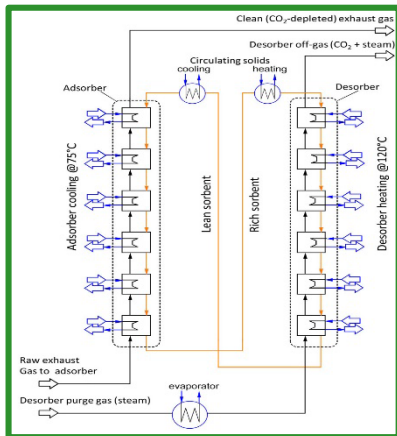 Clean (CO₂-depleted) exhaust gas
Desorber off-gas (CO₂ + steam)
Circulating solids
cooling
heating
Adsorber
Desorber
Adsorber cooling @75°C
Lean sorbent
Rich sorbent
Desorber heating @120°C
Raw exhaust
Gas to adsorber
evaporator
Desorber purge gas (steam)